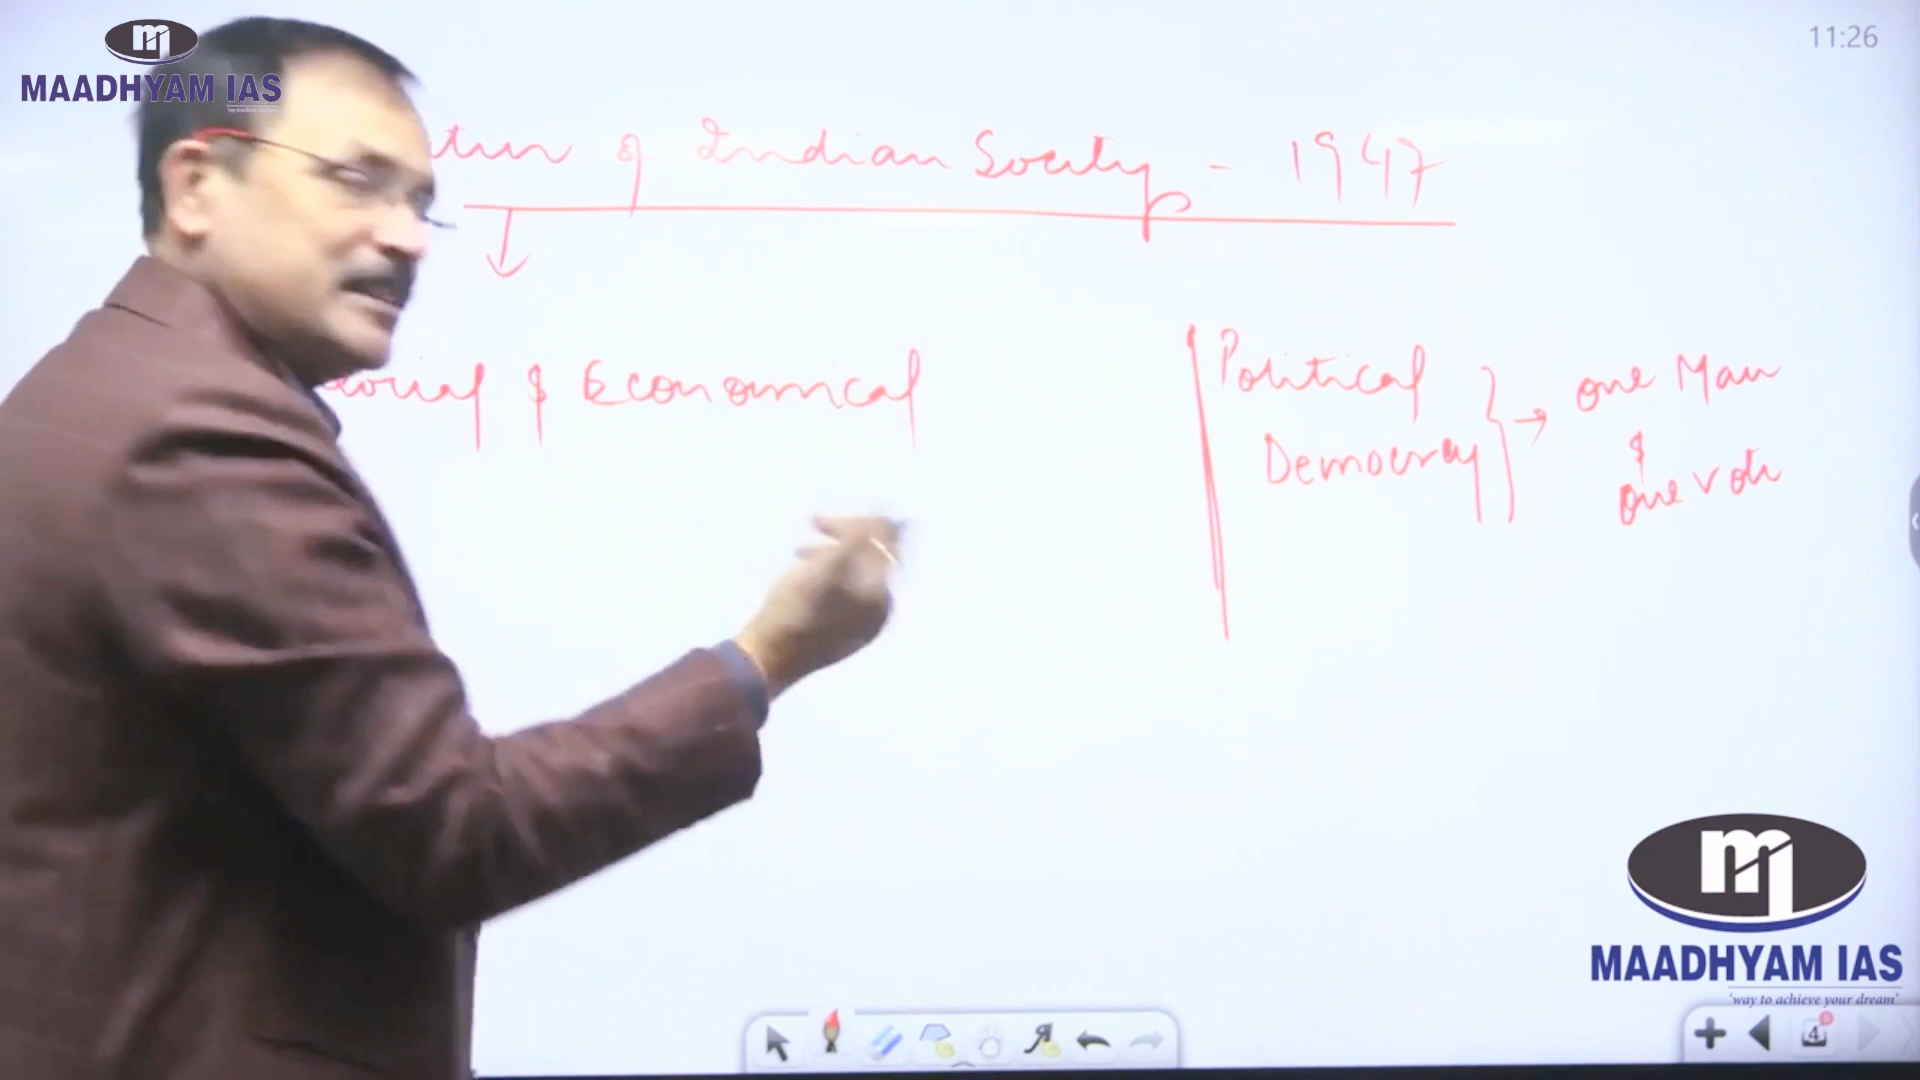 11:26
MAADHYAM IAS
of Indian Society - 1947
& Economical
Political
Democracy
→ one Man
&
one Vote
MAADHYAM IAS
'way to achieve your dream'
4